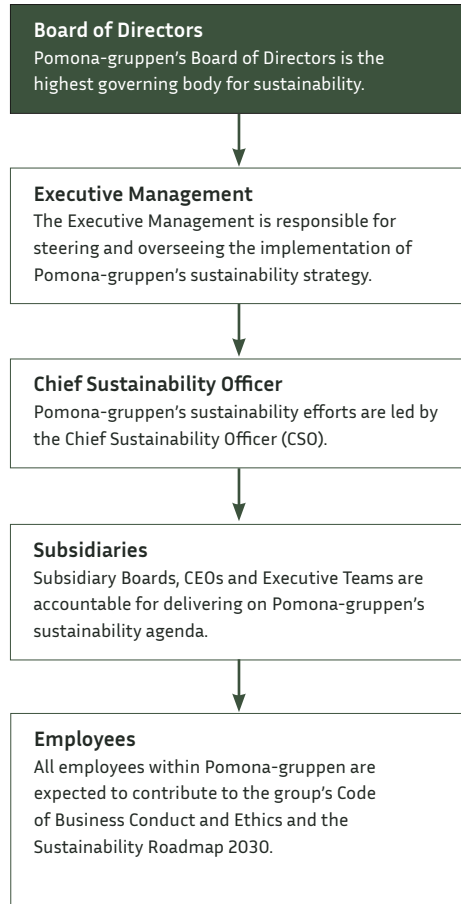 Board of Directors
Pomona-gruppen’s Board of Directors is the
highest governing body for sustainability.
Executive Management
The Executive Management is responsible for
steering and overseeing the implementation of
Pomona-gruppen’s sustainability strategy.
Chief Sustainability Officer
Pomona-gruppen’s sustainability efforts are led by
the Chief Sustainability Officer (CSO).
Subsidiaries
Subsidiary Boards, CEOs and Executive Teams are
accountable for delivering on Pomona-gruppen’s
sustainability agenda.
Employees
All employees within Pomona-gruppen are
expected to contribute to the group’s Code
of Business Conduct and Ethics and the
Sustainability Roadmap 2030.